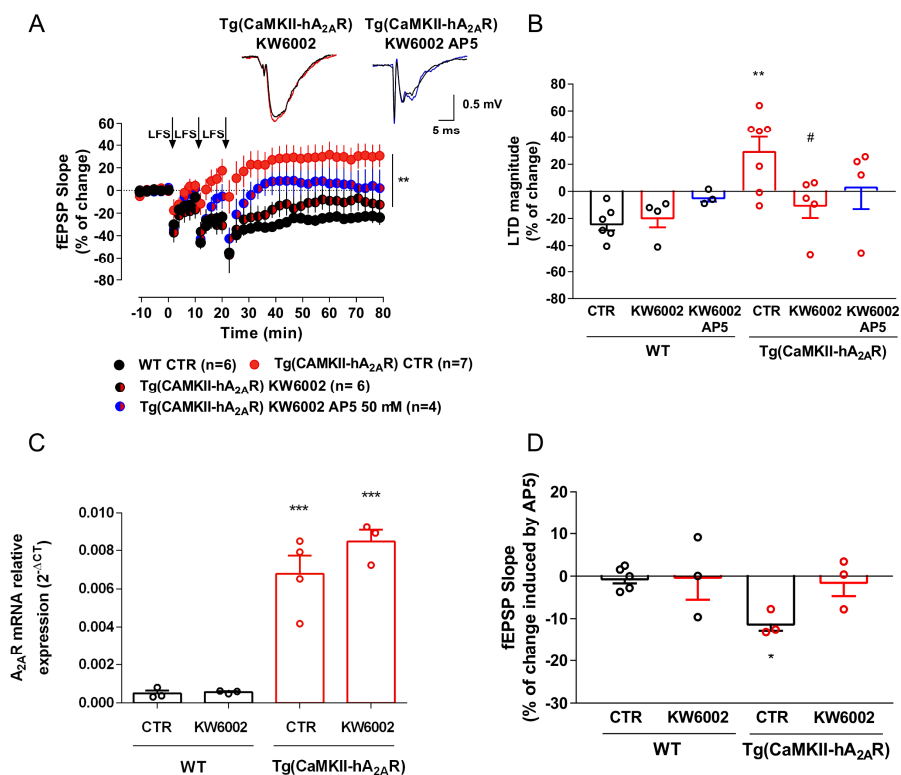 A
Tg(CaMKII-hA2AR)
KW6002
Tg(CaMKII-hA2AR)
KW6002 AP5
0.5 mV
5 ms
LFS LFS LFS
fEPSP Slope
(% of change)
60
40
20
0
-20
-40
-60
-80
**
-10 0 10 20 30 40 50 60 70 80
Time (min)
WT CTR (n=6) Tg(CAMKII-hA2AR) CTR (n=7)
Tg(CAMKII-hA2AR) KW6002 (n= 6)
Tg(CAMKII-hA2AR) KW6002 AP5 50 mM (n=4)
B
LTD magnitude
(% of change)
80
60
40
20
0
-20
-40
-60
-80
**
#
CTR KW6002 KW6002 AP5 CTR KW6002 KW6002 AP5
WT Tg(CaMKII-hA2AR)
C
A2AR mRNA relative
expression (2-ΔCT)
0.010
0.008
0.006
0.004
0.002
0.000
***
***
CTR KW6002 CTR KW6002
WT Tg(CaMKII-hA2AR)
D
fEPSP Slope
(% of change induced by AP5)
20
10
0
-10
-20
-30
*
CTR KW6002 CTR KW6002
WT Tg(CaMKII-hA2AR)